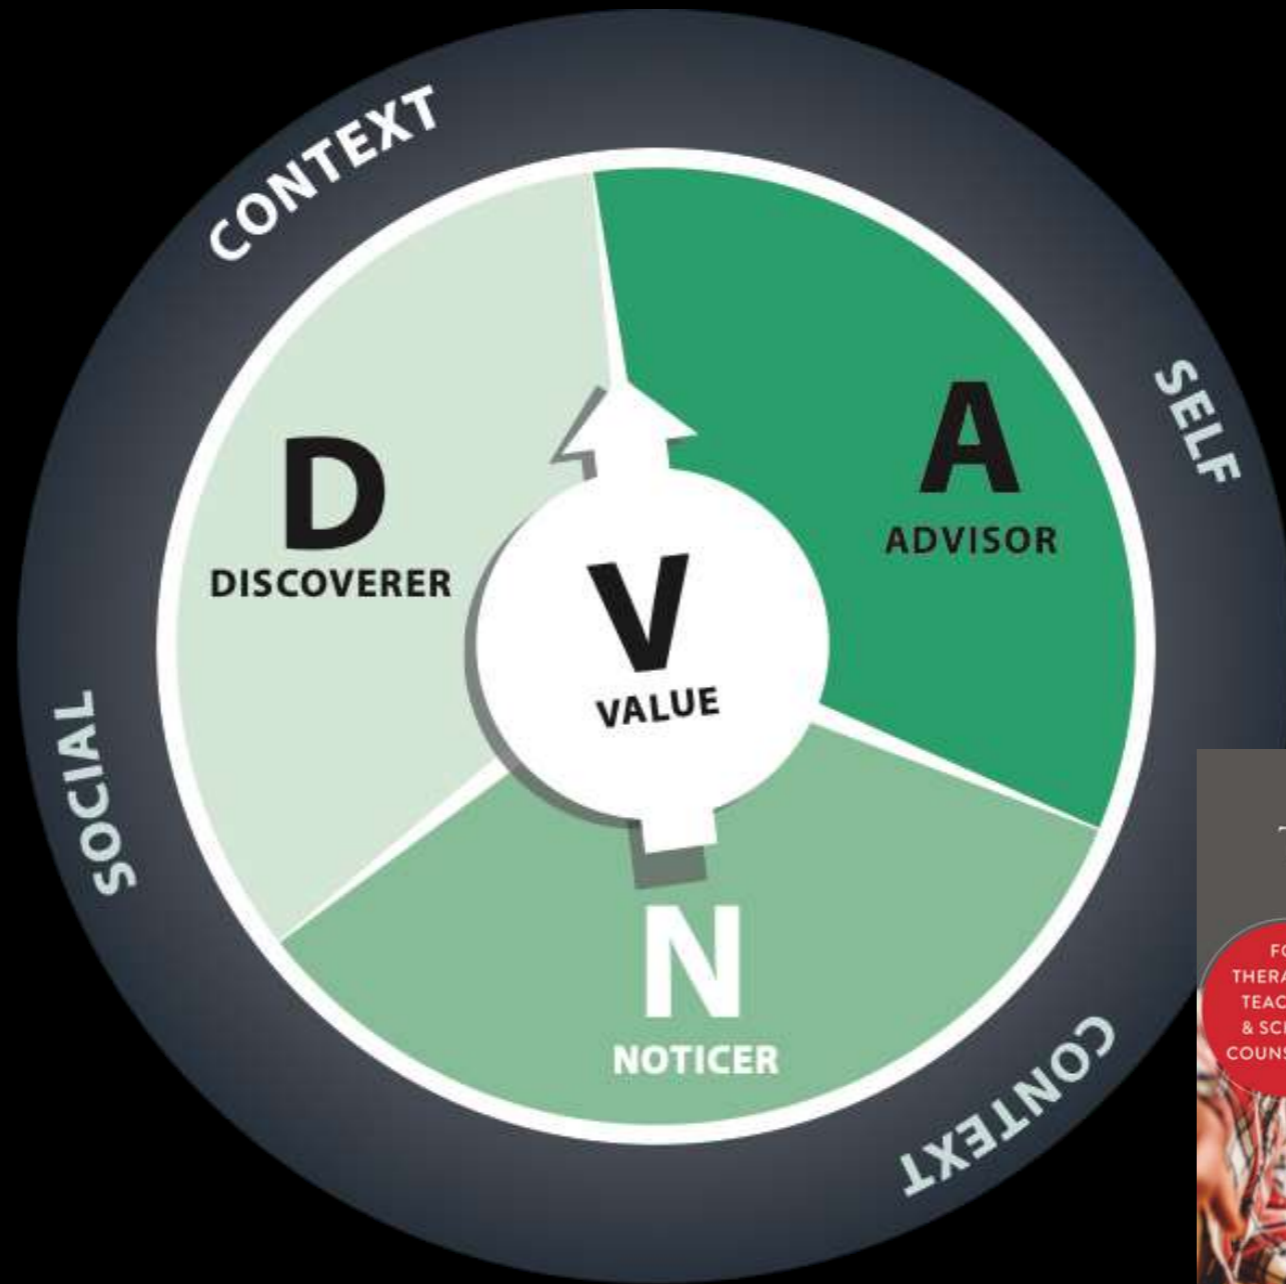 CONTEXT
SELF
D
DISCOVERER
A
ADVISOR
V
VALUE
SOCIAL
N
NOTICER
CONTEXT